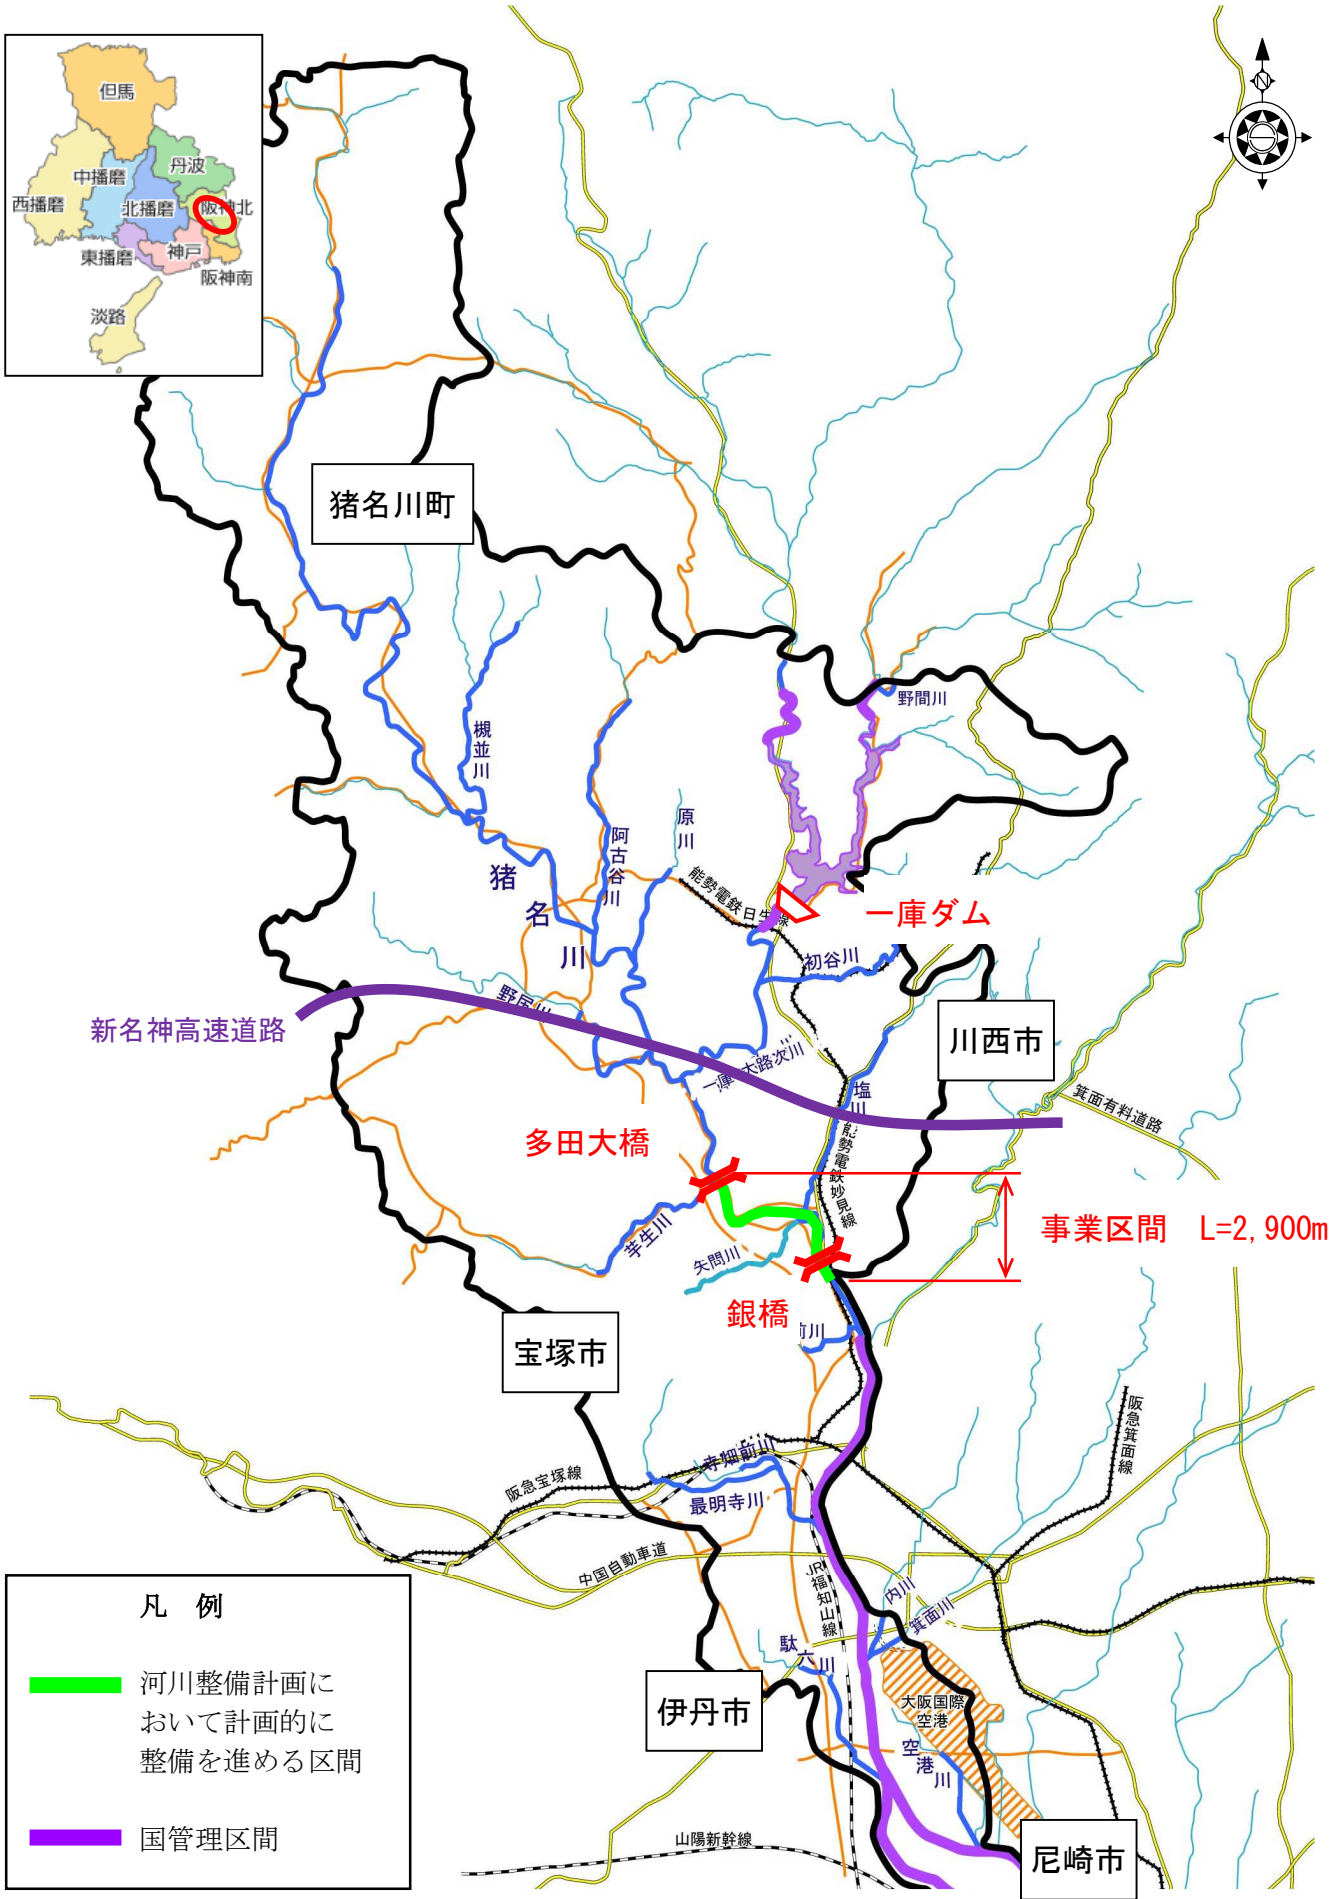 但馬
丹波
中播磨
西播磨
北播磨
阪神北
東播磨
神戸
阪神南
淡路
N
猪名川町
野間川
槻並川
阿古谷川
原川
猪名川
能勢電鉄日生線
一庫ダム
初谷川
野尻川
新名神高速道路
川西市
一庫大路次川
塩川
箕面有料道路
能勢電鉄妙見線
多田大橋
事業区間 L=2,900m
芋生川
矢問川
銀橋
前川
宝塚市
阪急箕面線
寺畑前川
阪急宝塚線
最明寺川
中国自動車道
JR福知山線
内川
箕面川
駄六川
伊丹市
大阪国際
空港
空港川
山陽新幹線
尼崎市
凡 例
河川整備計画に
おいて計画的に
整備を進める区間
国管理区間